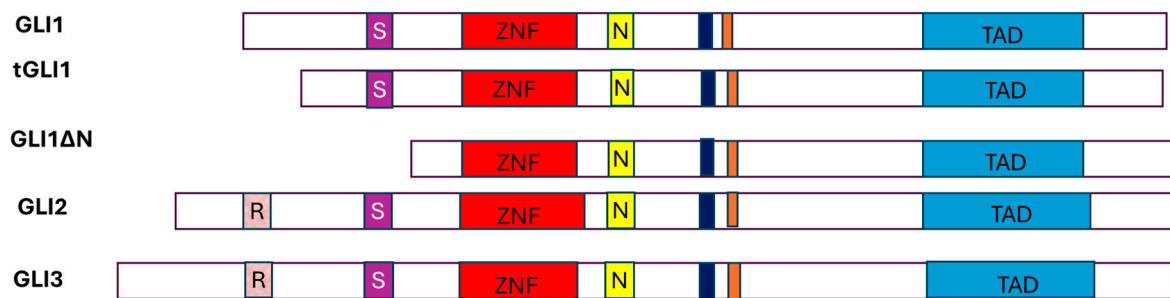 GLI1 S ZNF N TAD
tGLI1 S ZNF N TAD
GLI1ΔN ZNF N TAD
GLI2 R S ZNF N TAD
GLI3 R S ZNF N TAD